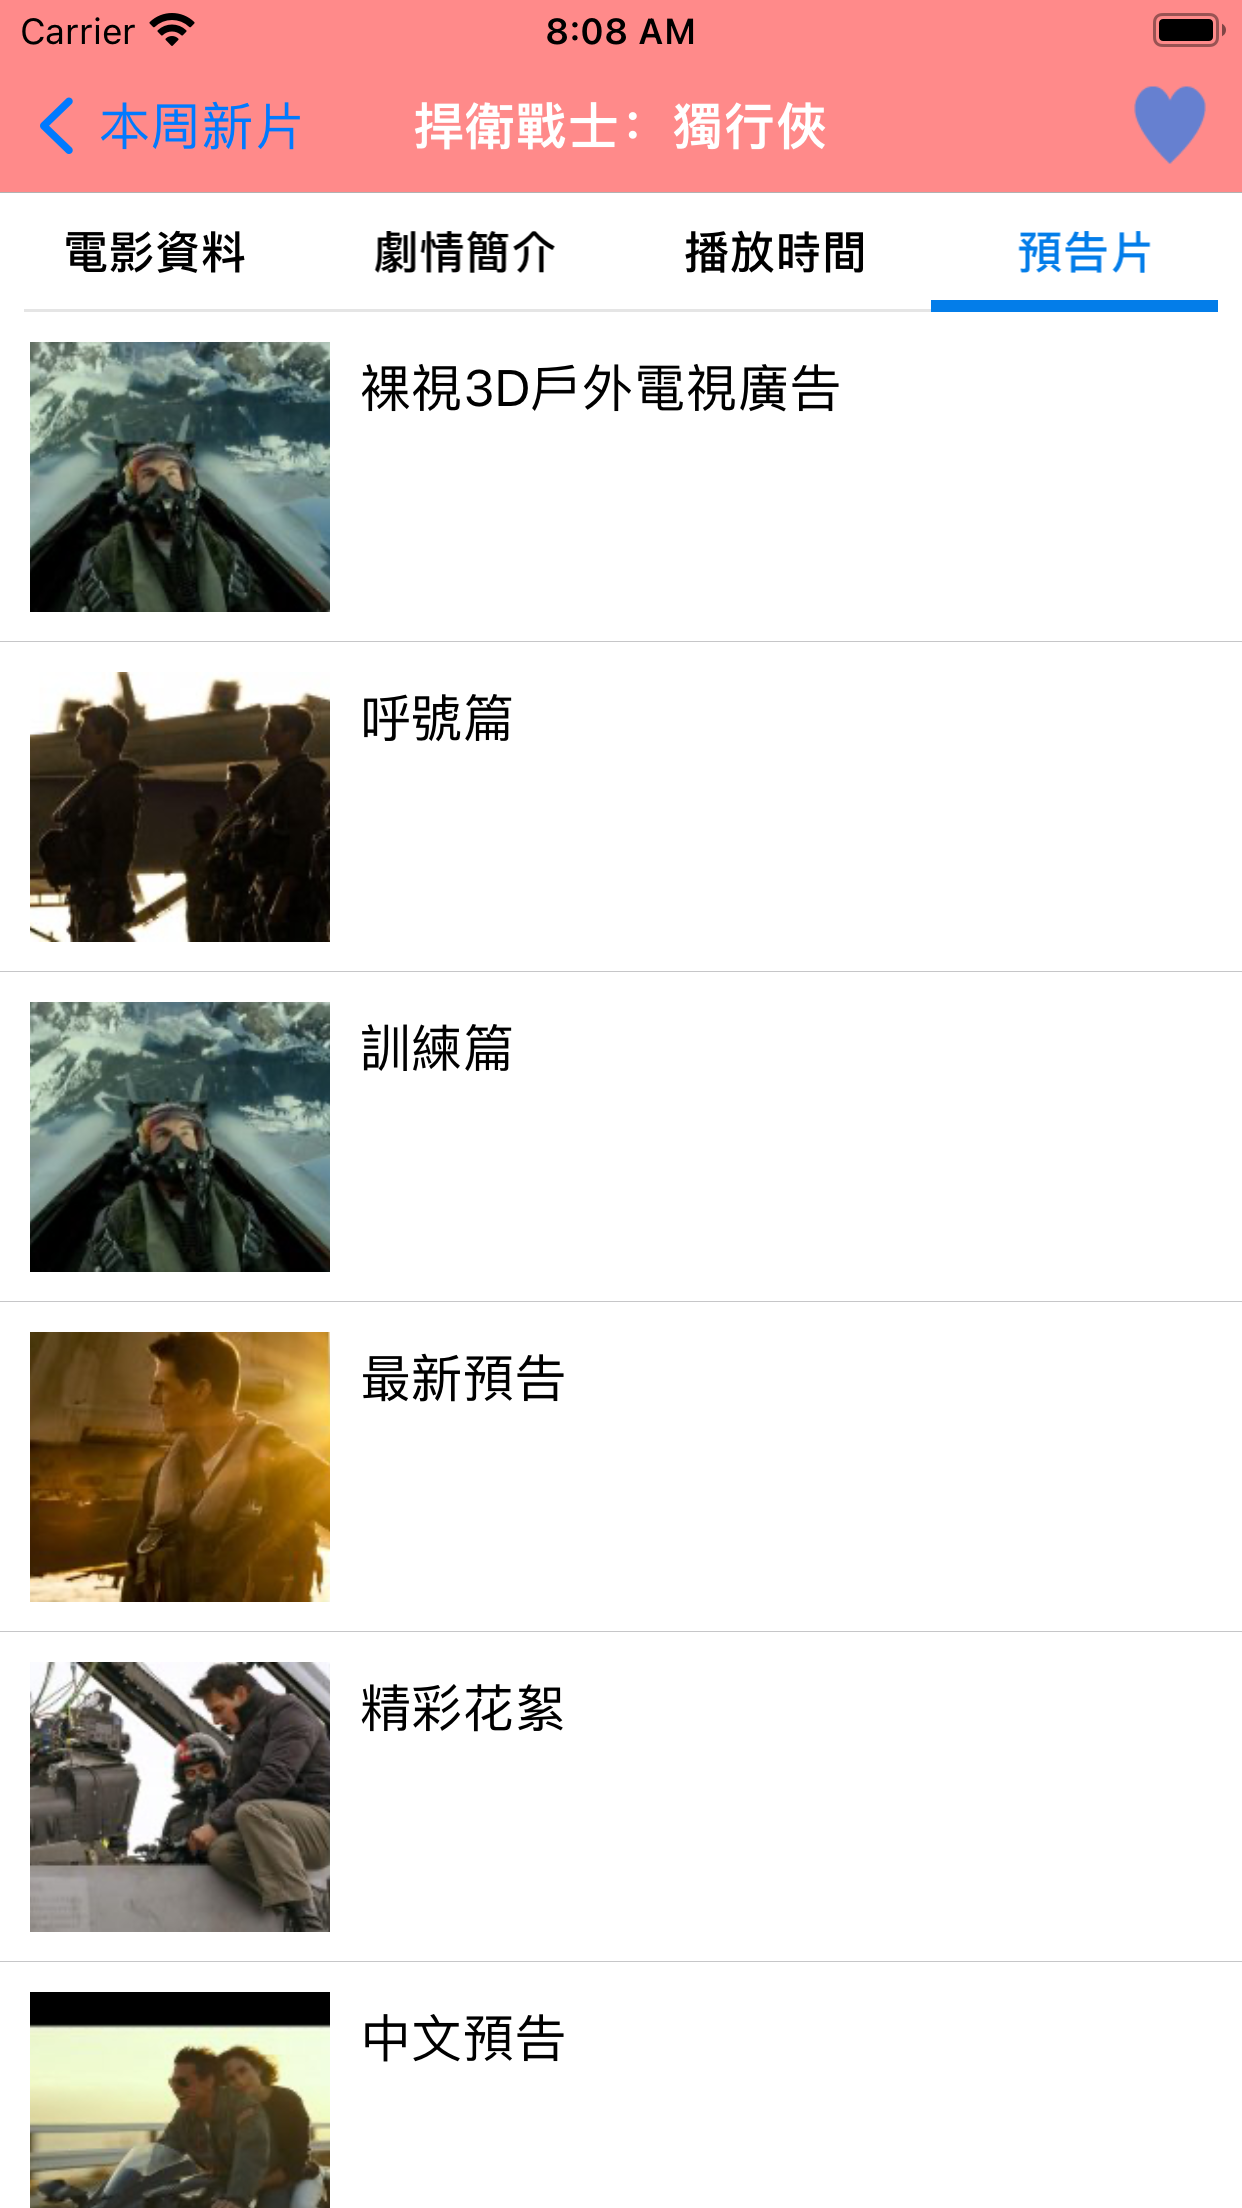 Carrier 8:08 AM
本周新片 捍衛戰士：獨行俠
電影資料 劇情簡介 播放時間 預告片
裸視3D戶外電視廣告
呼號篇
訓練篇
最新預告
精彩花絮
中文預告